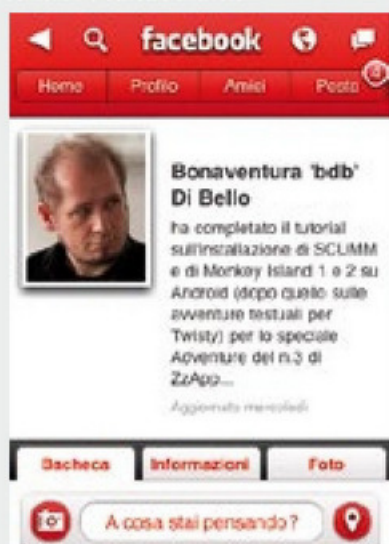 facebook
Home Profilo Amici Posta 4
Bonaventura 'bdb'
Di Bello
ha completato il tutorial
sull'installazione di SCUMM
e di Monkey Island 1 e 2 su
Android (dopo quello sulle
avventure testuali per
Twisty) per lo speciale
Adventure del n.3 di
ZzApp...
Aggiornato mercoledì
Bacheca Informazioni Foto
A cosa stai pensando?